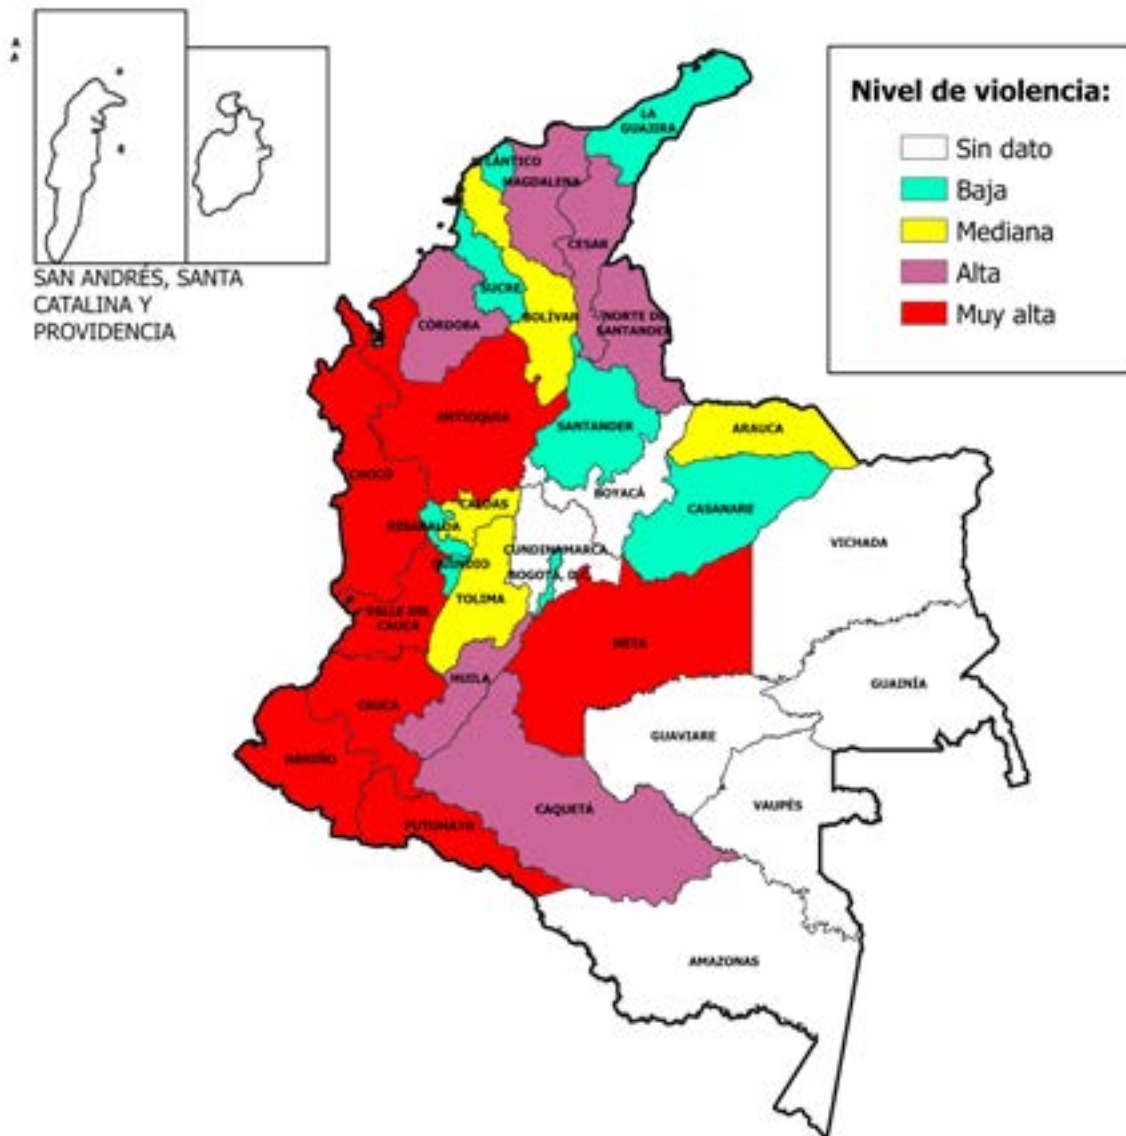 SAN ANDRÉS, SANTA
CATALINA Y
PROVIDENCIA
Nivel de violencia:
Sin dato
Baja
Mediana
Alta
Muy alta
LA
GUAJIRA
ATLÁNTICO
MAGDALENA
CESAR
SUCRE
CÓRDOBA
BOLÍVAR
NORTE DE
SANTANDER
ANTIOQUIA
SANTANDER
ARAUCA
CHOCÓ
BOYACÁ
CALDAS
CASANARE
RISARALDA
CUNDINAMARCA
VICHADA
QUINDIO
BOGOTÁ, D.C.
TOLIMA
VALLE DEL
CAUCA
META
HUILA
GUAINÍA
CAUCA
GUAVIARE
NARIÑO
CAQUETÁ
VAUPÉS
PUTUMAYO
AMAZONAS